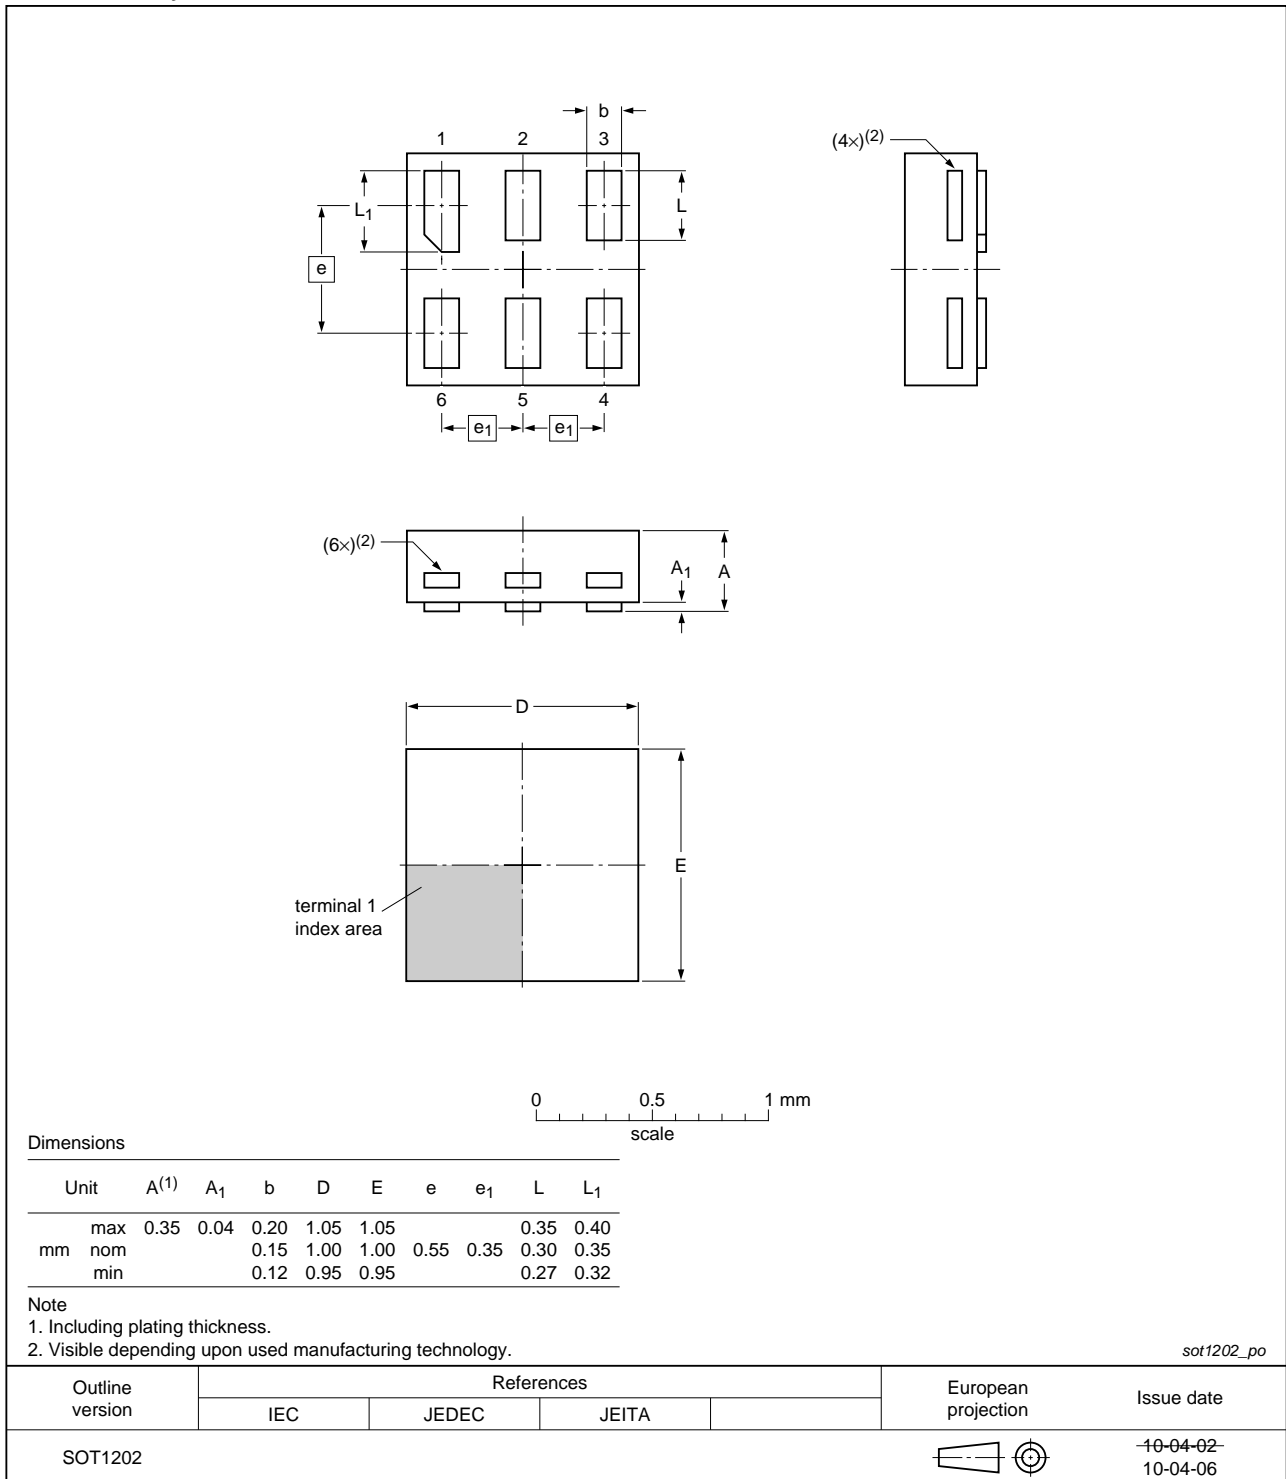 b
1 2 3
(4×)(2)
L1
L
e
6 5 4
e1 e1
(6×)(2)
A1 A
D
E
terminal 1
index area
0 0.5 1 mm
scale
Dimensions
Unit A(1) A1 b D E e e1 L L1
max 0.35 0.04 0.20 1.05 1.05 0.35 0.40
mm nom 0.15 1.00 1.00 0.55 0.35 0.30 0.35
min 0.12 0.95 0.95 0.27 0.32
Note
1. Including plating thickness.
2. Visible depending upon used manufacturing technology.
sot1202_po
Outline version References European projection Issue date
IEC JEDEC JEITA
SOT1202
10-04-02
10-04-06